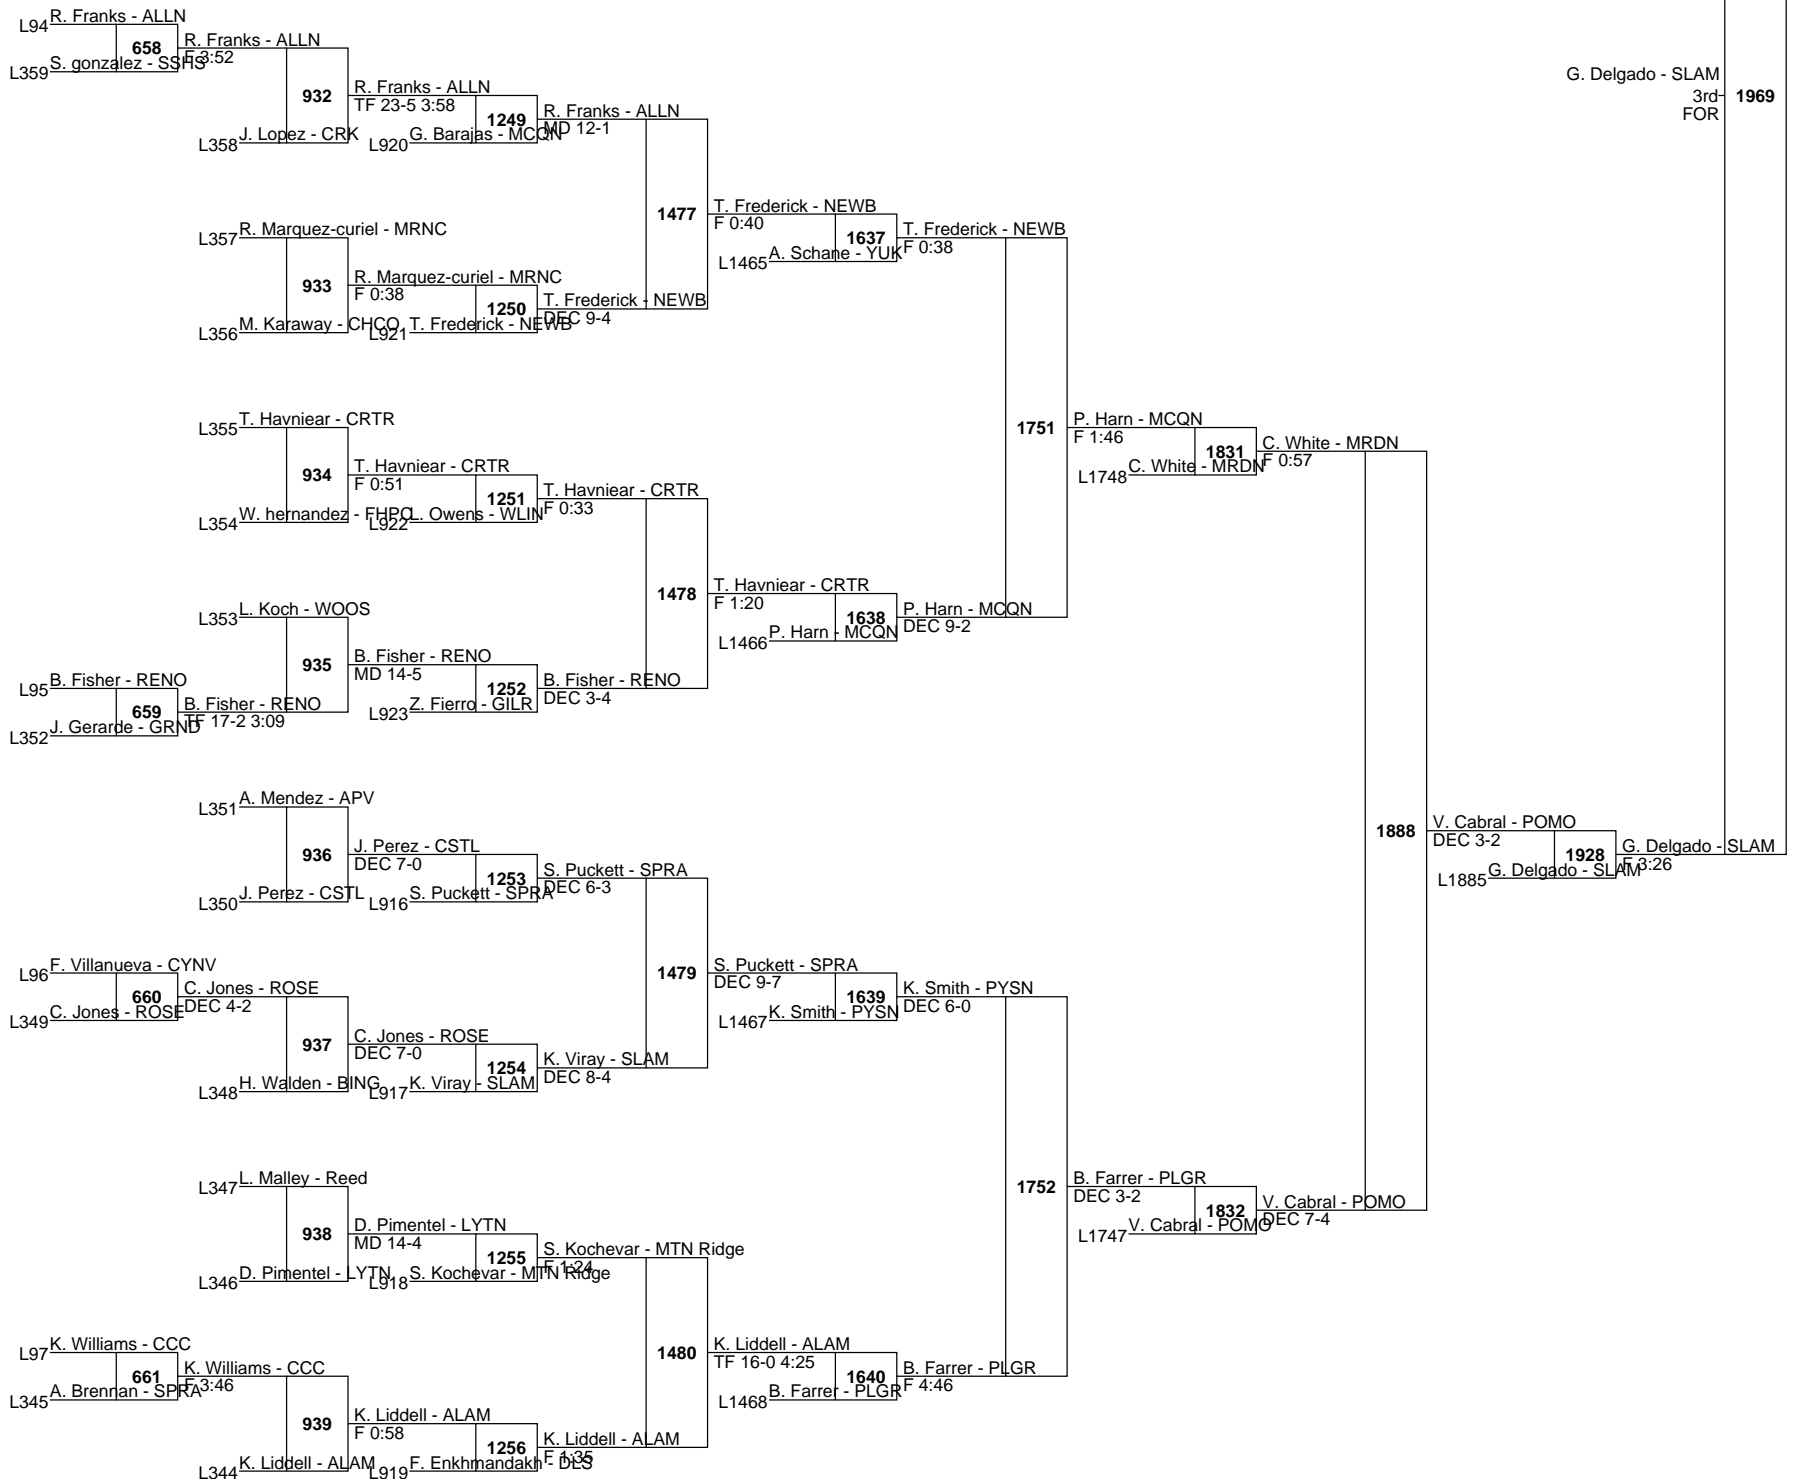 L94 R. Franks - ALLN
658
R. Franks - ALLN
F 3:52
L359 S. gonzalez - SSHS
932
R. Franks - ALLN
TF 23-5 3:58
L358 J. Lopez - CRK
1249
R. Franks - ALLN
MD 12-1
L920 G. Barajas - MCQN
G. Delgado - SLAM
3rd
FOR
1969
1477
L357 R. Marquez-curiel - MRNC
933
R. Marquez-curiel - MRNC
F 0:38
L356 M. Karaway - CHCO
1250
T. Frederick - NEWB
DEC 9-4
L921 T. Frederick - NEWB
T. Frederick - NEWB
F 0:40
1637
T. Frederick - NEWB
F 0:38
L1465 A. Schane - YUK
1751
L355 T. Havniear - CRTR
934
T. Havniear - CRTR
F 0:51
L354 W. hernandez - FHPC
1251
T. Havniear - CRTR
F 0:33
L922 L. Owens - WLIN
1478
T. Havniear - CRTR
F 1:20
1638
P. Harn - MCQN
DEC 9-2
L1466 P. Harn - MCQN
P. Harn - MCQN
F 1:46
1831
C. White - MRDN
F 0:57
L1748 C. White - MRDN
L353 L. Koch - WOOS
935
B. Fisher - RENO
MD 14-5
L95 B. Fisher - RENO
659
B. Fisher - RENO
TF 17-2 3:09
L352 J. Gerarde - GRND
1252
B. Fisher - RENO
DEC 3-4
L923 Z. Fierro - GILR
1888
V. Cabral - POMO
DEC 3-2
1928
G. Delgado - SLAM
F 3:26
L1885 G. Delgado - SLAM
L351 A. Mendez - APV
936
J. Perez - CSTL
DEC 7-0
L350 J. Perez - CSTL
1253
S. Puckett - SPRA
DEC 6-3
L916 S. Puckett - SPRA
1479
S. Puckett - SPRA
DEC 9-7
1639
K. Smith - PYSN
DEC 6-0
L1467 K. Smith - PYSN
L96 F. Villanueva - CYNV
660
C. Jones - ROSE
DEC 4-2
L349 C. Jones - ROSE
937
C. Jones - ROSE
DEC 7-0
L348 H. Walden - BING
1254
K. Viray - SLAM
DEC 8-4
L917 K. Viray - SLAM
1752
B. Farrer - PLGR
DEC 3-2
1832
V. Cabral - POMO
DEC 7-4
L1747 V. Cabral - POMO
L347 L. Malley - Reed
938
D. Pimentel - LYTN
MD 14-4
L346 D. Pimentel - LYTN
1255
S. Kochevar - MTN Ridge
F 1:24
L918 S. Kochevar - MTN Ridge
1480
K. Liddell - ALAM
TF 16-0 4:25
1640
B. Farrer - PLGR
F 4:46
L1468 B. Farrer - PLGR
L97 K. Williams - CCC
661
K. Williams - CCC
F 3:46
L345 A. Brennan - SPRA
939
K. Liddell - ALAM
F 0:58
L344 K. Liddell - ALAM
1256
K. Liddell - ALAM
F 1:35
L919 F. Enkhmandakh - DLS